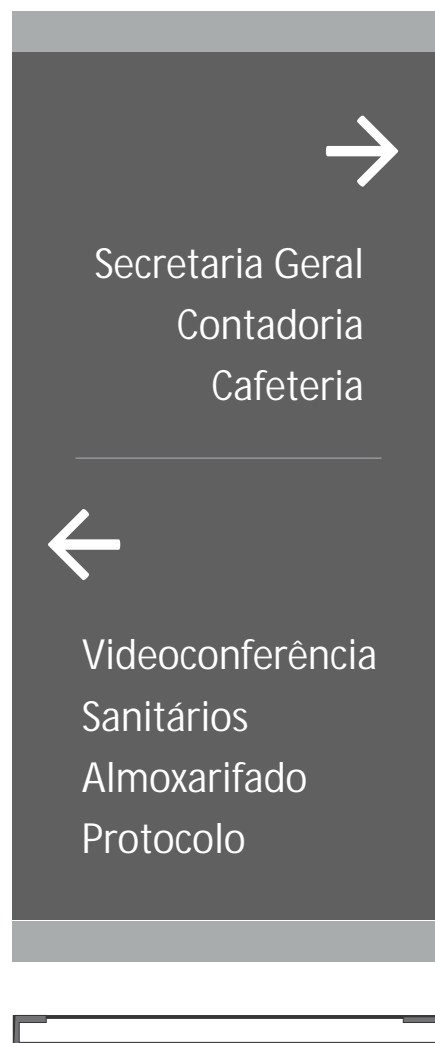 Secretaria Geral
Contadoria
Cafeteria
Videoconferência
Sanitários
Almoxarifado
Protocolo